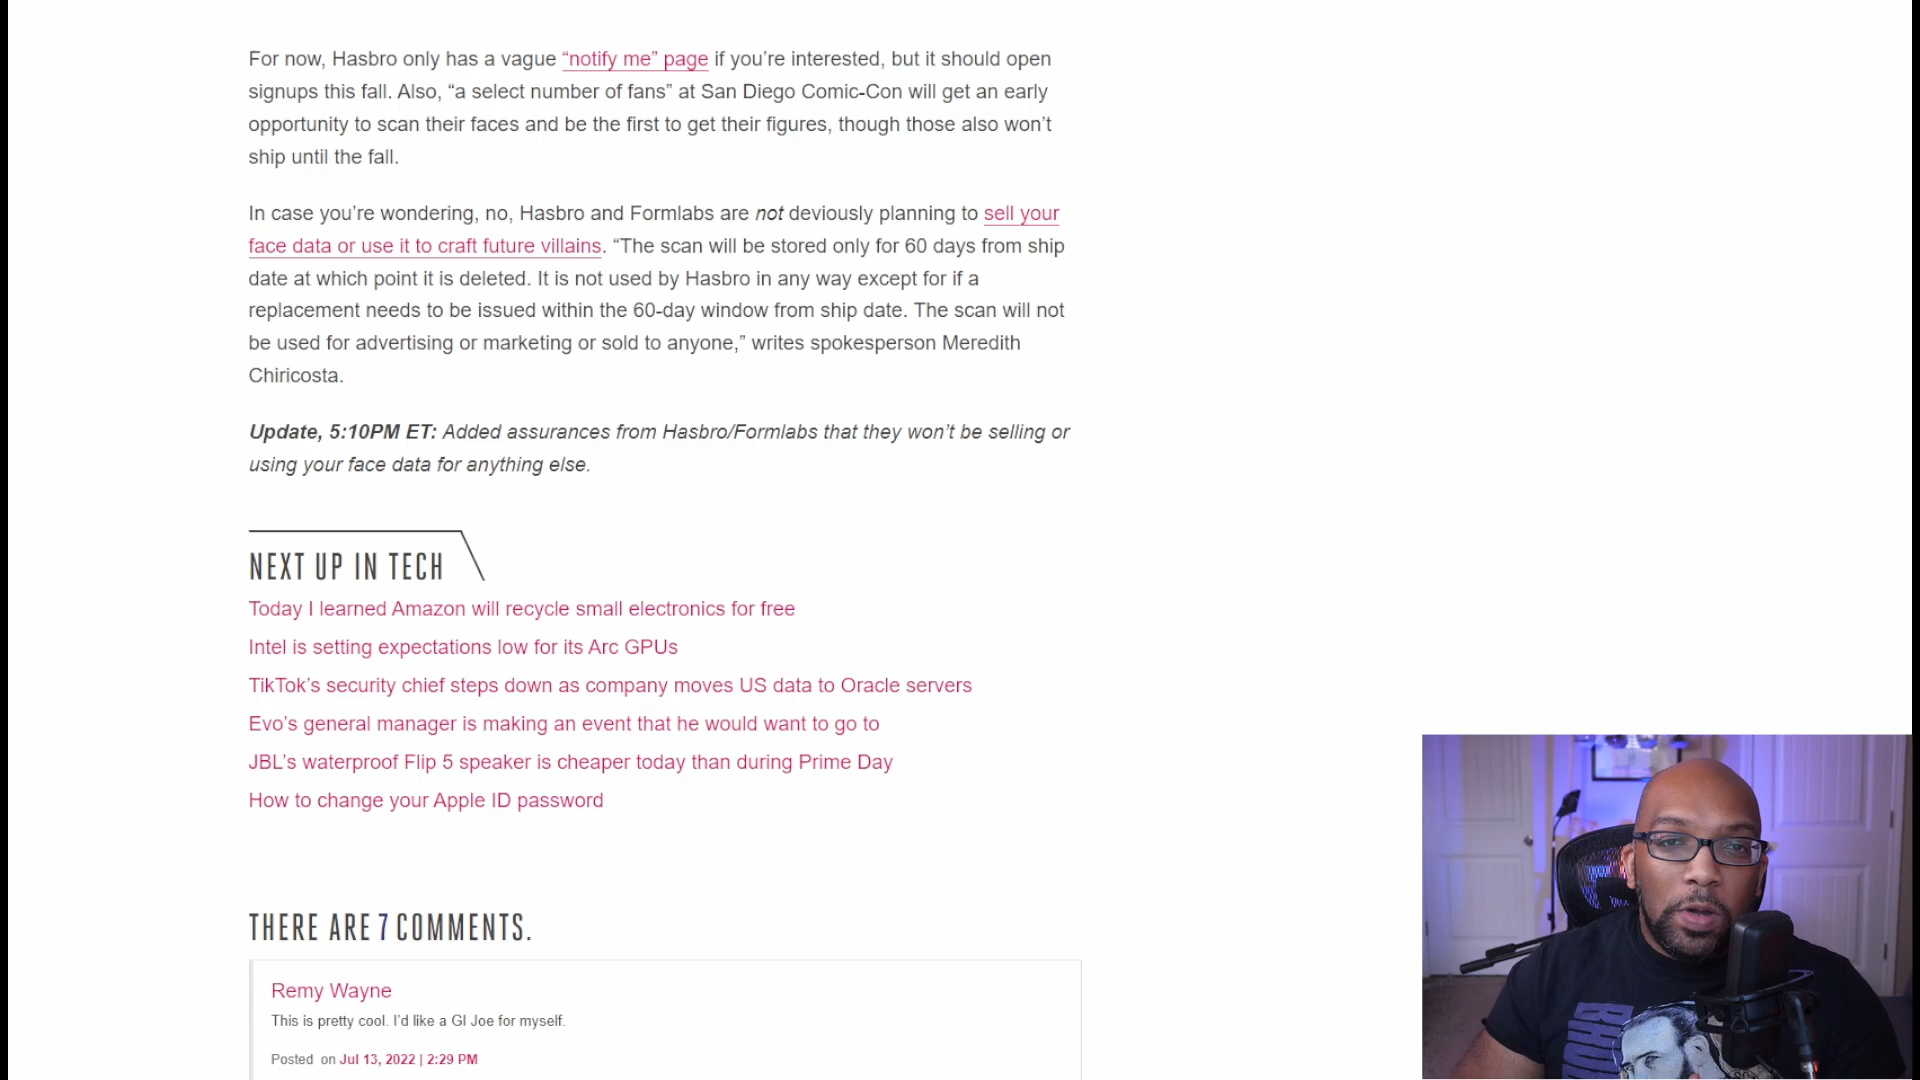 For now, Hasbro only has a vague “notify me” page if you’re interested, but it should open
signups this fall. Also, “a select number of fans” at San Diego Comic-Con will get an early
opportunity to scan their faces and be the first to get their figures, though those also won’t
ship until the fall.
In case you’re wondering, no, Hasbro and Formlabs are not deviously planning to sell your
face data or use it to craft future villains. “The scan will be stored only for 60 days from ship
date at which point it is deleted. It is not used by Hasbro in any way except for if a
replacement needs to be issued within the 60-day window from ship date. The scan will not
be used for advertising or marketing or sold to anyone,” writes spokesperson Meredith
Chiricosta.
Update, 5:10PM ET: Added assurances from Hasbro/Formlabs that they won’t be selling or
using your face data for anything else.
NEXT UP IN TECH
Today I learned Amazon will recycle small electronics for free
Intel is setting expectations low for its Arc GPUs
TikTok’s security chief steps down as company moves US data to Oracle servers
Evo’s general manager is making an event that he would want to go to
JBL’s waterproof Flip 5 speaker is cheaper today than during Prime Day
How to change your Apple ID password
THERE ARE 7 COMMENTS.
Remy Wayne
This is pretty cool. I’d like a GI Joe for myself.
Posted on Jul 13, 2022 | 2:29 PM